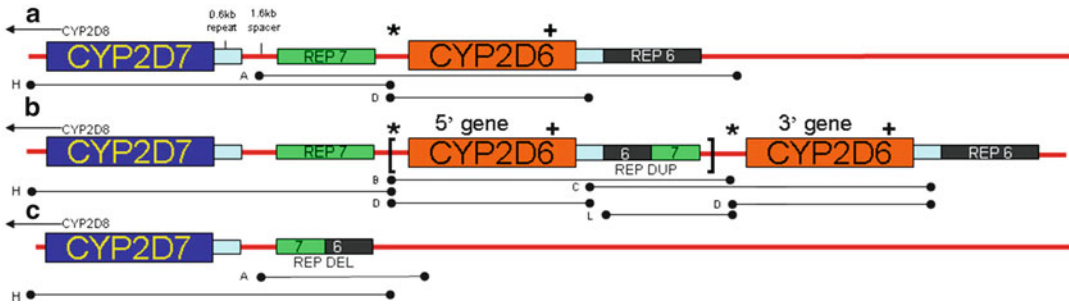 a
CYP2D8
0.6kb repeat
1.6kb spacer
*
+
CYP2D7
REP 7
CYP2D6
REP 6
A
H
D
b
CYP2D8
*
5' gene
+
*
3' gene
+
CYP2D7
REP 7
[
CYP2D6
6
7
]
CYP2D6
REP 6
REP DUP
B
C
H
D
L
D
c
CYP2D8
CYP2D7
7
6
REP DEL
A
H